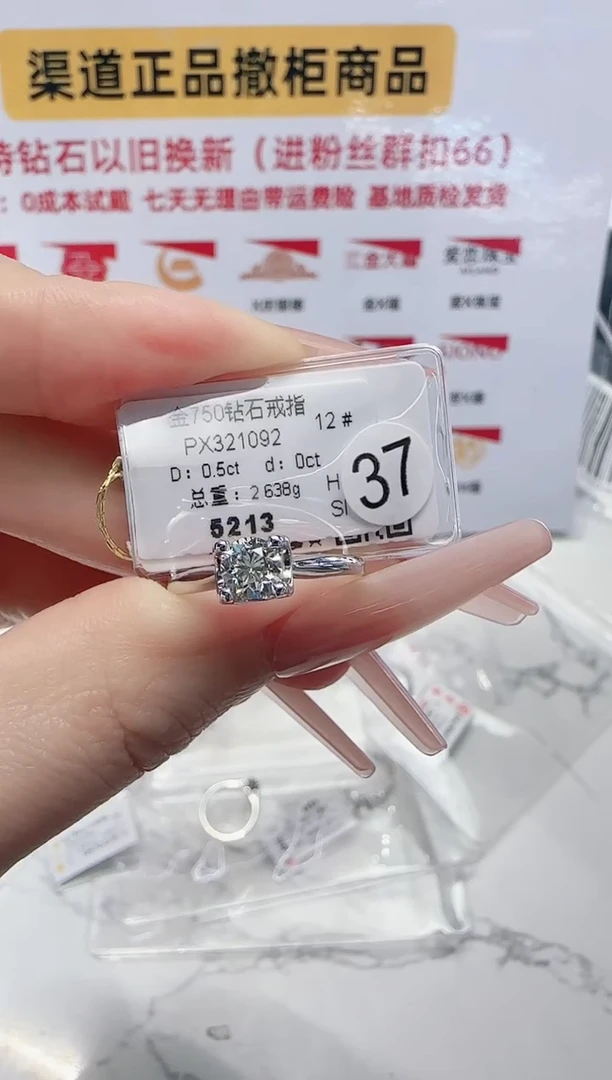 渠道正品撤柜商品
钻石以旧换新（进粉丝群扣66）
：0成本试戴 七天无理由带运费险 基地质检发货
金750钻石戒指
12#
PX321092
D: 0.5ct d: 0ct
总重: 2 638g
H
SI
37
5213